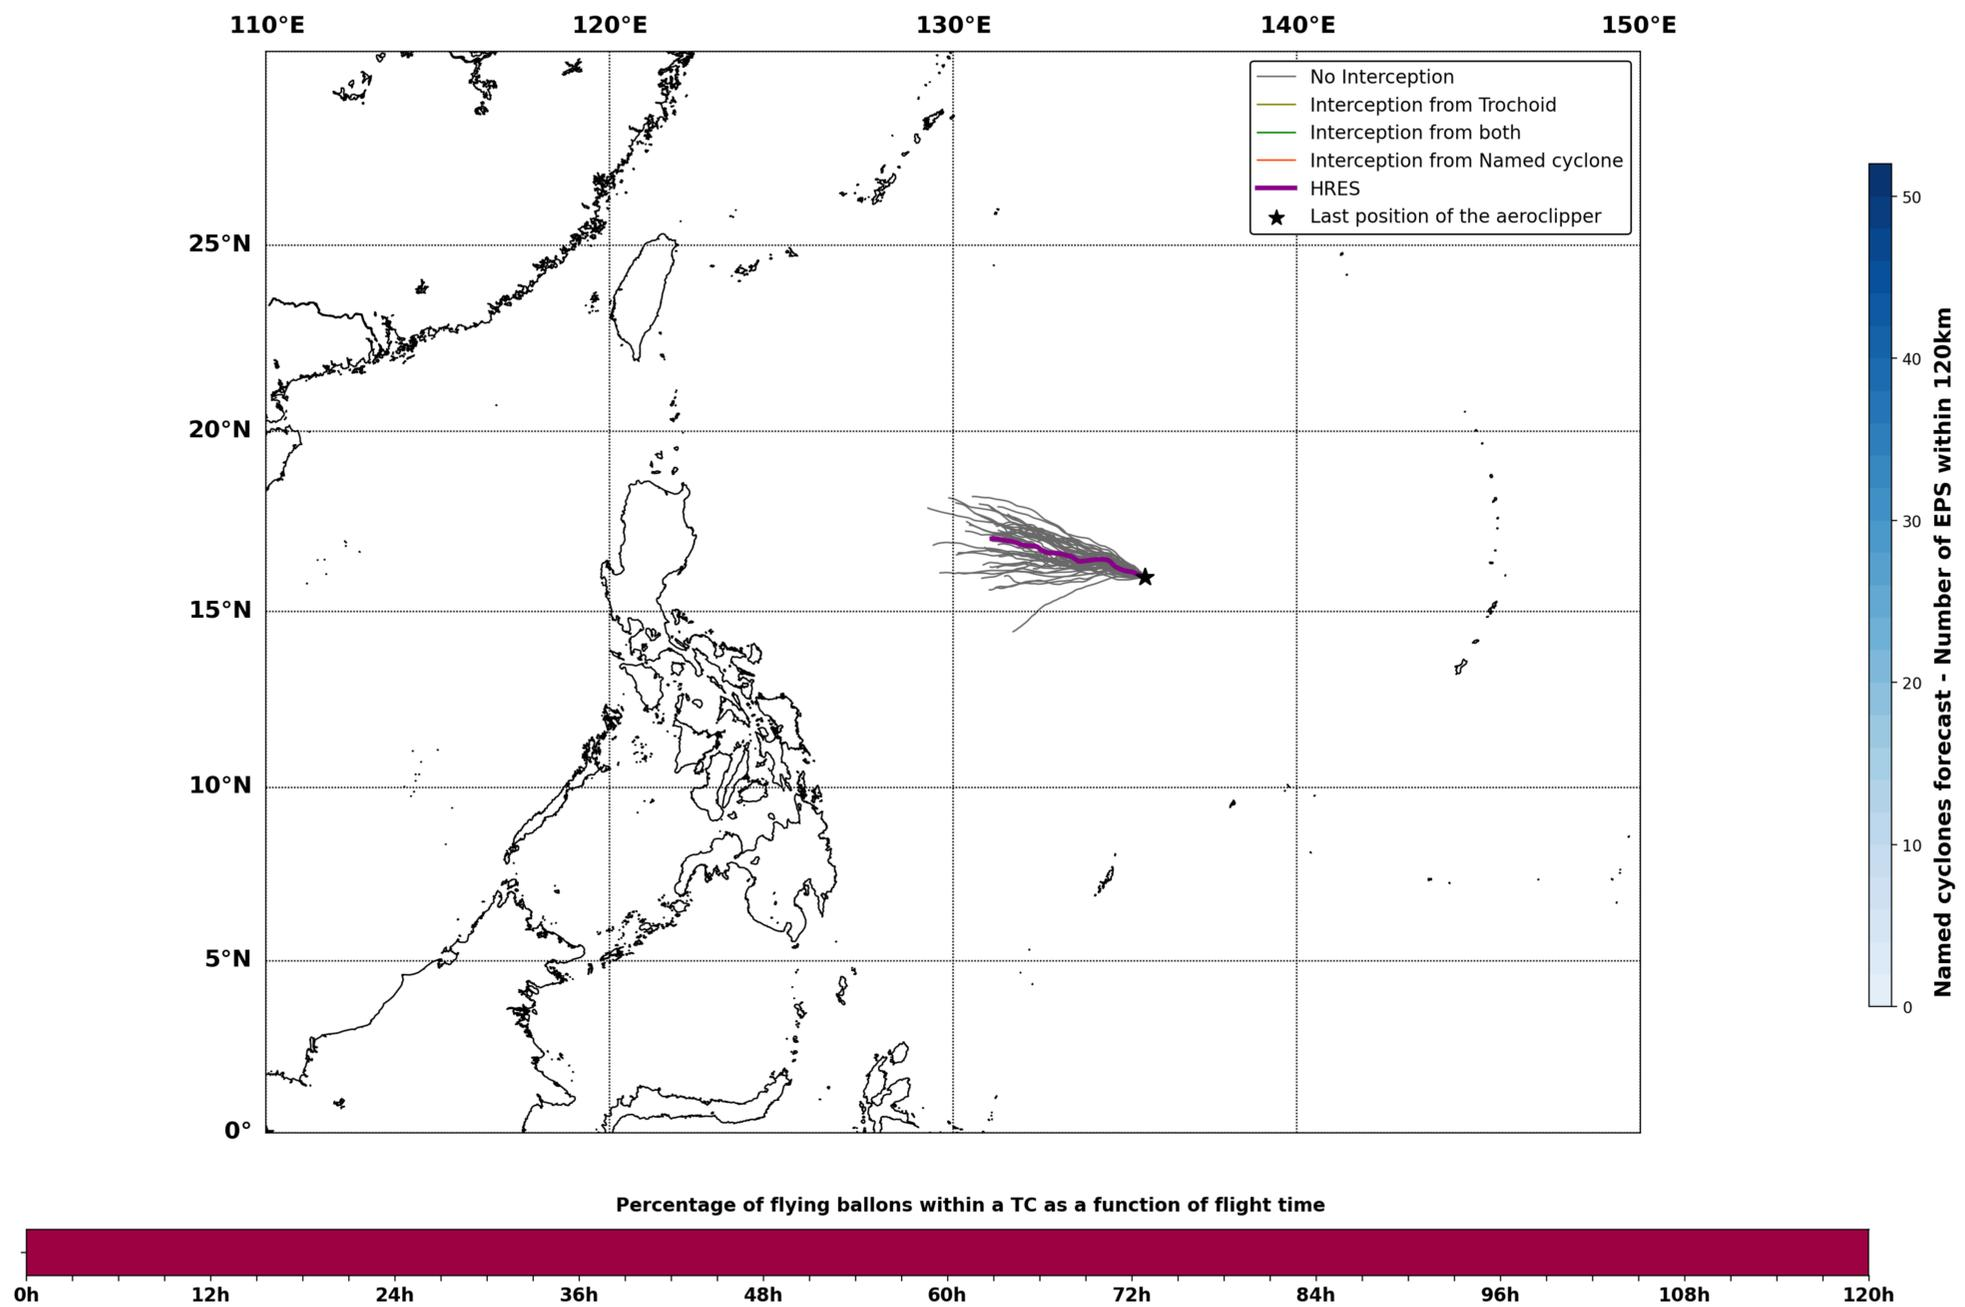 110°E 120°E 130°E 140°E 150°E
No Interception
Interception from Trochoid
Interception from both
Interception from Named cyclone
HRES
Last position of the aeroclipper
25°N
20°N
15°N
10°N
5°N
0°
50
40
30
20
10
0
Named cyclones forecast - Number of EPS within 120km
Percentage of flying ballons within a TC as a function of flight time
0h 12h 24h 36h 48h 60h 72h 84h 96h 108h 120h